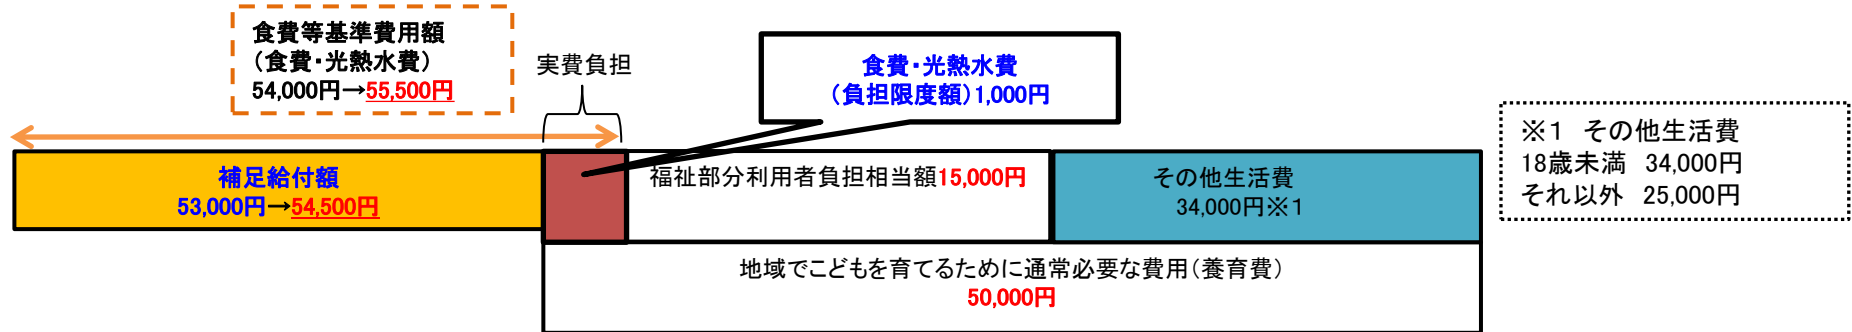 食費等基準費用額
(食費・光熱水費)
54,000円→55,500円
実費負担
食費・光熱水費
(負担限度額)1,000円
補足給付額
53,000円→54,500円
福祉部分利用者負担相当額15,000円
その他生活費
34,000円※1
※1 その他生活費
18歳未満 34,000円
それ以外 25,000円
地域でこどもを育てるために通常必要な費用(養育費)
50,000円